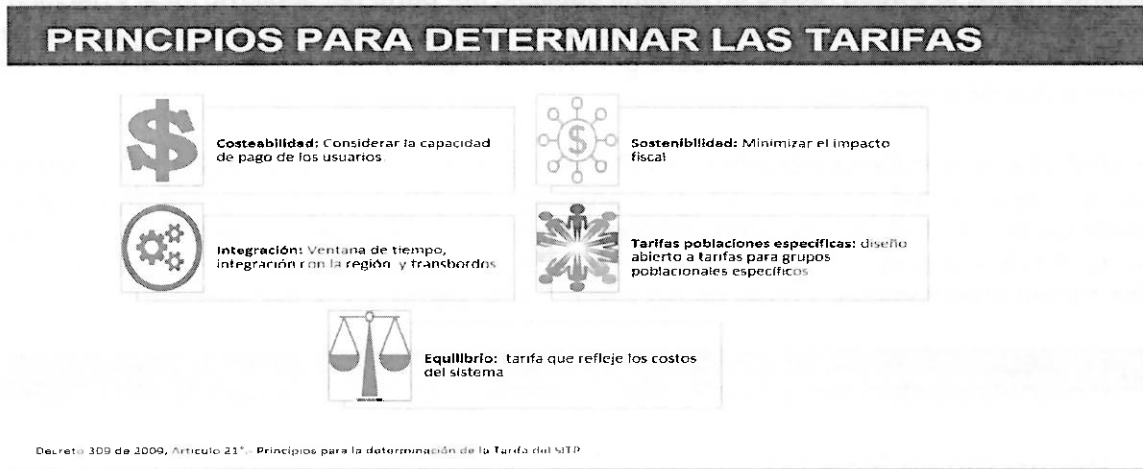 PRINCIPIOS PARA DETERMINAR LAS TARIFAS
Costeabilidad: Considerar la capacidad
de pago de los usuarios
Sostenibilidad: Minimizar el impacto
fiscal
Integración: Ventana de tiempo,
integración con la región y transbordos
Tarifas poblaciones específicas: diseño
abierto a tarifas para grupos
poblacionales específicos
Equilibrio: tarifa que refleje los costos
del sistema
Decreto 309 de 2009, Articulo 21°.- Principios para la determinación de la Tarifa del SITP